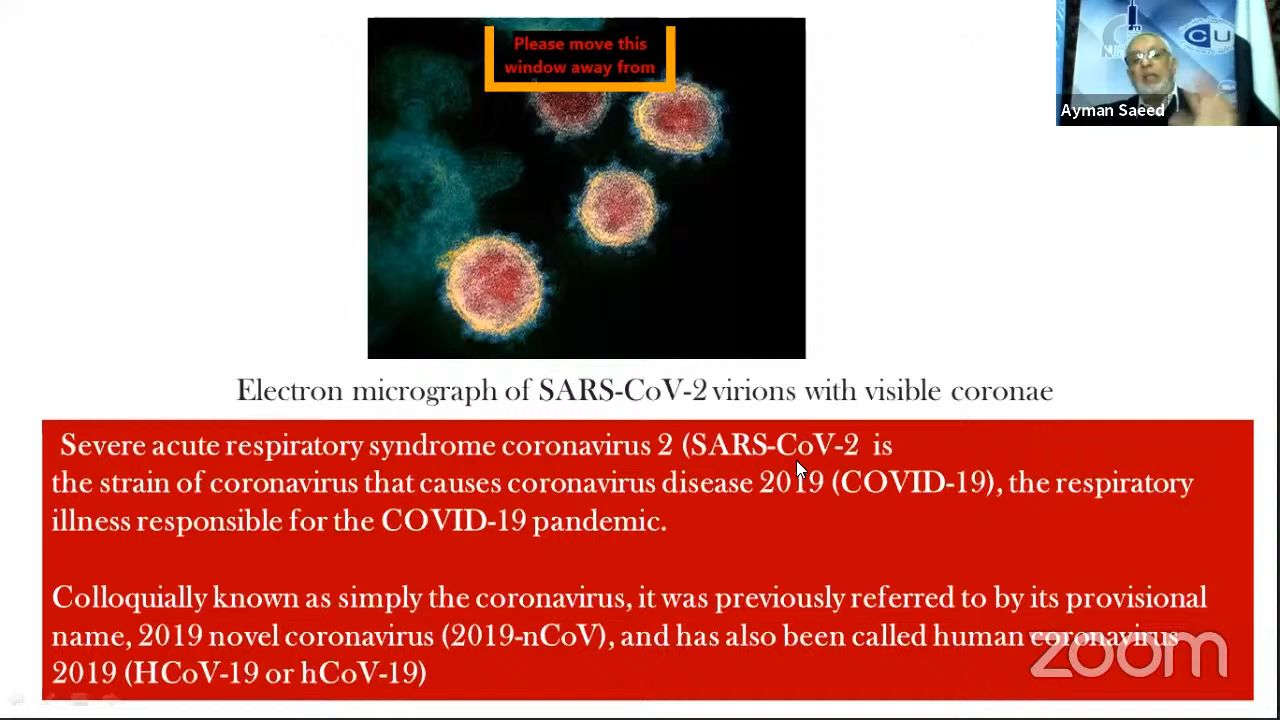 Please move this
window away from
CU
Ayman Saeed
Electron micrograph of SARS-CoV-2 virions with visible coronae
Severe acute respiratory syndrome coronavirus 2 (SARS-CoV-2 is
the strain of coronavirus that causes coronavirus disease 2019 (COVID-19), the respiratory
illness responsible for the COVID-19 pandemic.
Colloquially known as simply the coronavirus, it was previously referred to by its provisional
name, 2019 novel coronavirus (2019-nCoV), and has also been called human coronavirus
2019 (HCoV-19 or hCoV-19)
zoom